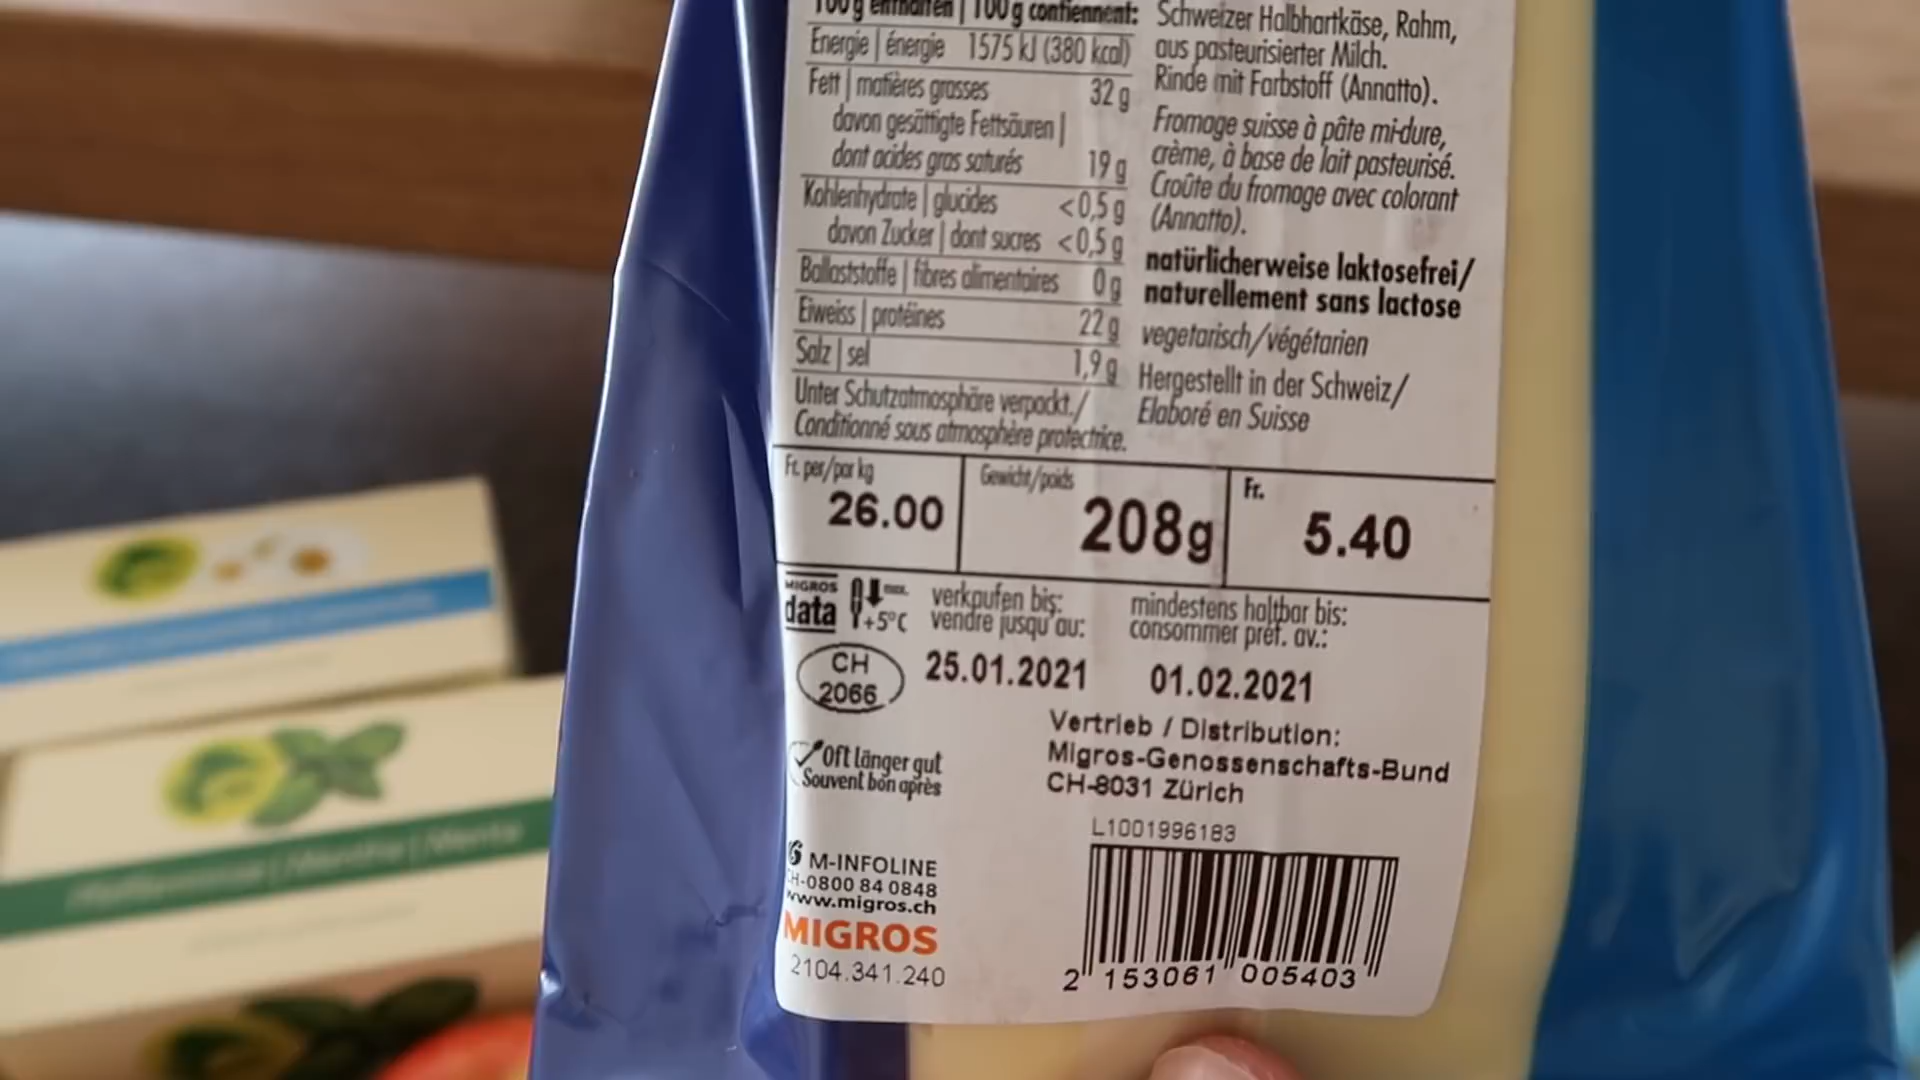 100g enthalten | 100g contiennent:
Energie | énergie 1575 kJ (380 kcal)
Fett | matières grasses 32 g
davon gesättigte Fettsäuren |
dont acides gras saturés 19 g
Kohlenhydrate | glucides <0,5 g
davon Zucker | dont sucres <0,5 g
Ballaststoffe | fibres alimentaires 0 g
Eiweiss | protéines 22 g
Salz | sel 1,9 g
Unter Schutzatmosphäre verpackt./
Conditionné sous atmosphère protectrice.
Schweizer Halbhartkäse, Rahm,
aus pasteurisierter Milch.
Rinde mit Farbstoff (Annatto).
Fromage suisse à pâte mi-dure,
crème, à base de lait pasteurisé.
Croûte du fromage avec colorant
(Annatto).
natürlicherweise laktosefrei/
naturellement sans lactose
vegetarisch/végétarien
Hergestellt in der Schweiz/
Elaboré en Suisse
Fr. per/par kg
26.00
Gewicht/poids
208g
Fr.
5.40
MIGROS
data
max.
+5°C
verkaufen bis:
vendre jusqu'au:
25.01.2021
mindestens haltbar bis:
consommer préf. av.:
01.02.2021
CH
2066
Vertrieb / Distribution:
Migros-Genossenschafts-Bund
CH-8031 Zürich
Oft länger gut
Souvent bon après
L1001996183
M-INFOLINE
CH-0800 84 0848
www.migros.ch
MIGROS
2104.341.240
2 153061 005403